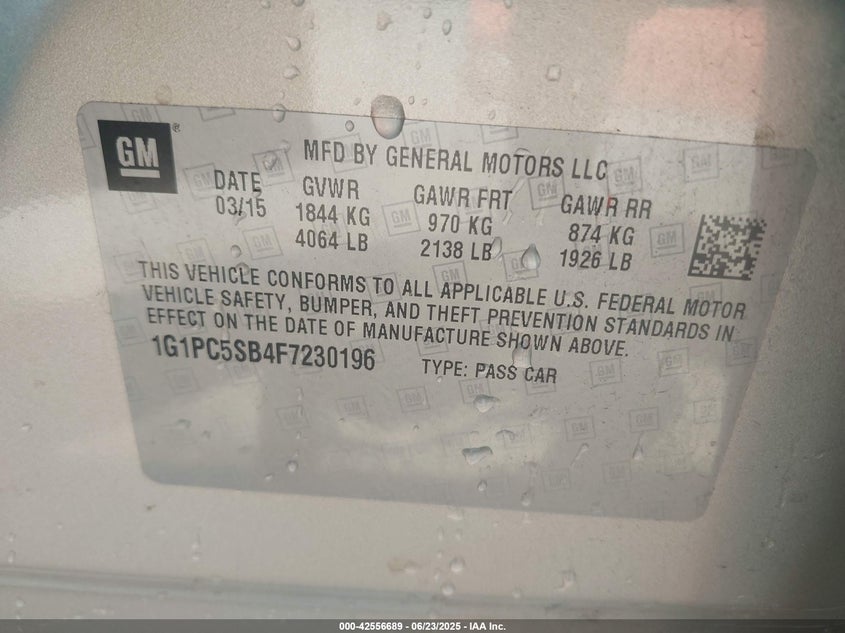 GM®
MFD BY GENERAL MOTORS LLC
DATE GVWR GAWR FRT GAWR RR
03/15 1844 KG 970 KG 874 KG
4064 LB 2138 LB 1926 LB
THIS VEHICLE CONFORMS TO ALL APPLICABLE U.S. FEDERAL MOTOR
VEHICLE SAFETY, BUMPER, AND THEFT PREVENTION STANDARDS IN
EFFECT ON THE DATE OF MANUFACTURE SHOWN ABOVE.
1G1PC5SB4F7230196 TYPE: PASS CAR
000-42556689 - 06/23/2025 - IAA Inc.